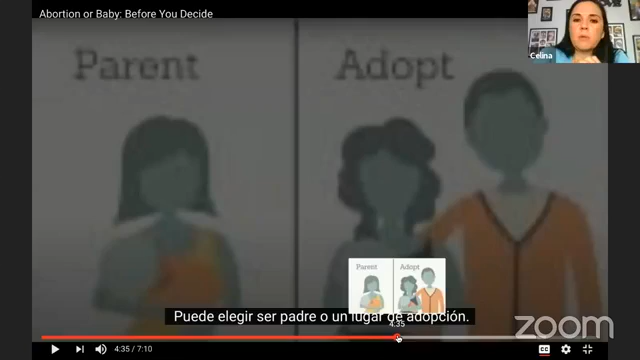 Abortion or Baby: Before You Decide
Celina
Parent
Adopt
Parent
Adopt
Puede elegir ser padre o un lugar de adopción.
4:35
4:35 / 7:10
CC
zoom